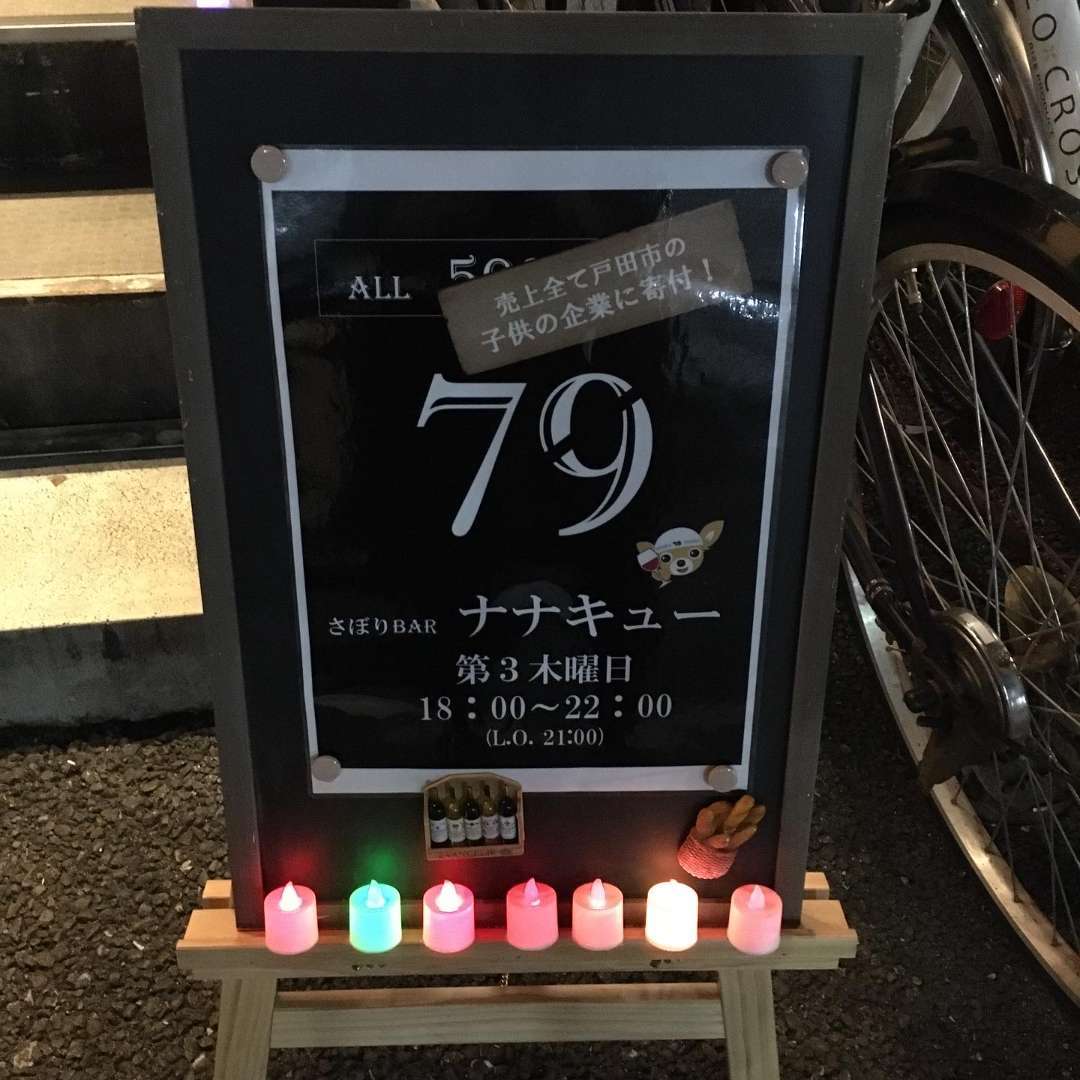 ALL
売上全て戸田市の
子供の企業に寄付!
79
さぼりBAR ナナキュー
第3木曜日
18:00~22:00
(L.O. 21:00)
CROS